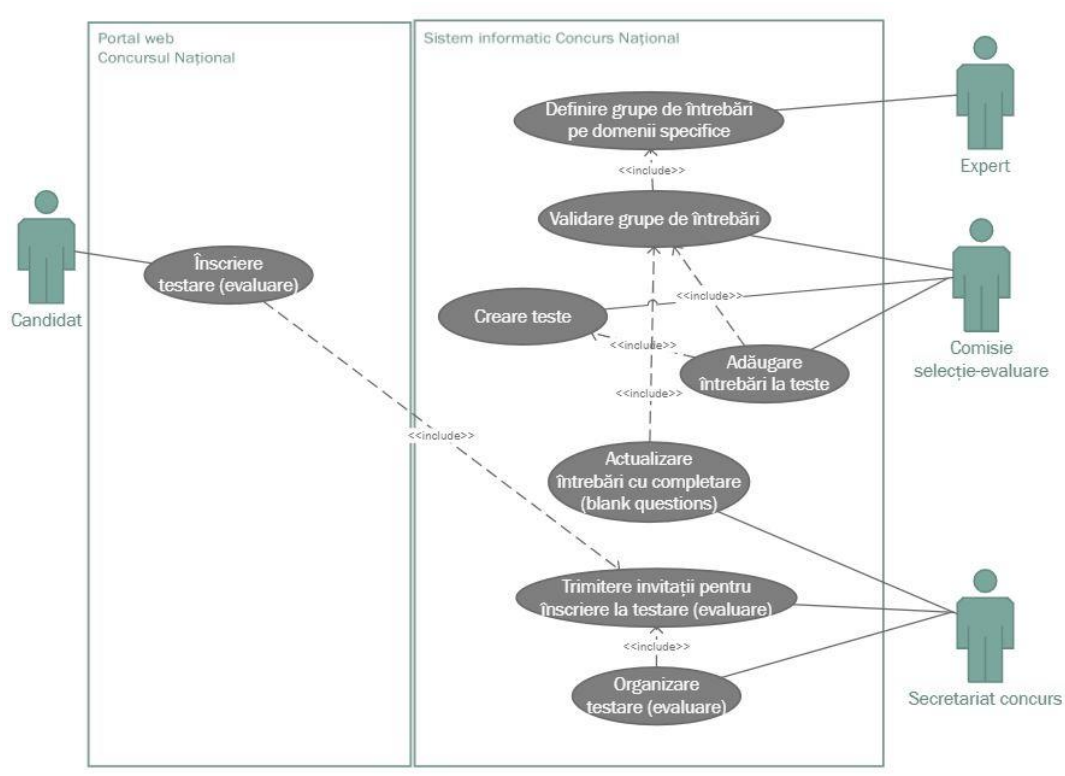 Portal web
Concursul Național
Sistem informatic Concurs Național
Definire grupe de întrebări
pe domenii specifice
Expert
<<include>>
Validare grupe de întrebări
Înscriere
testare (evaluare)
Candidat
<<include>>
Creare teste
<<include>>
Adăugare
întrebări la teste
Comisie
selecție-evaluare
<<include>>
<<include>>
Actualizare
întrebări cu completare
(blank questions)
Trimitere invitații pentru
înscriere la testare (evaluare)
<<include>>
Organizare
testare (evaluare)
Secretariat concurs